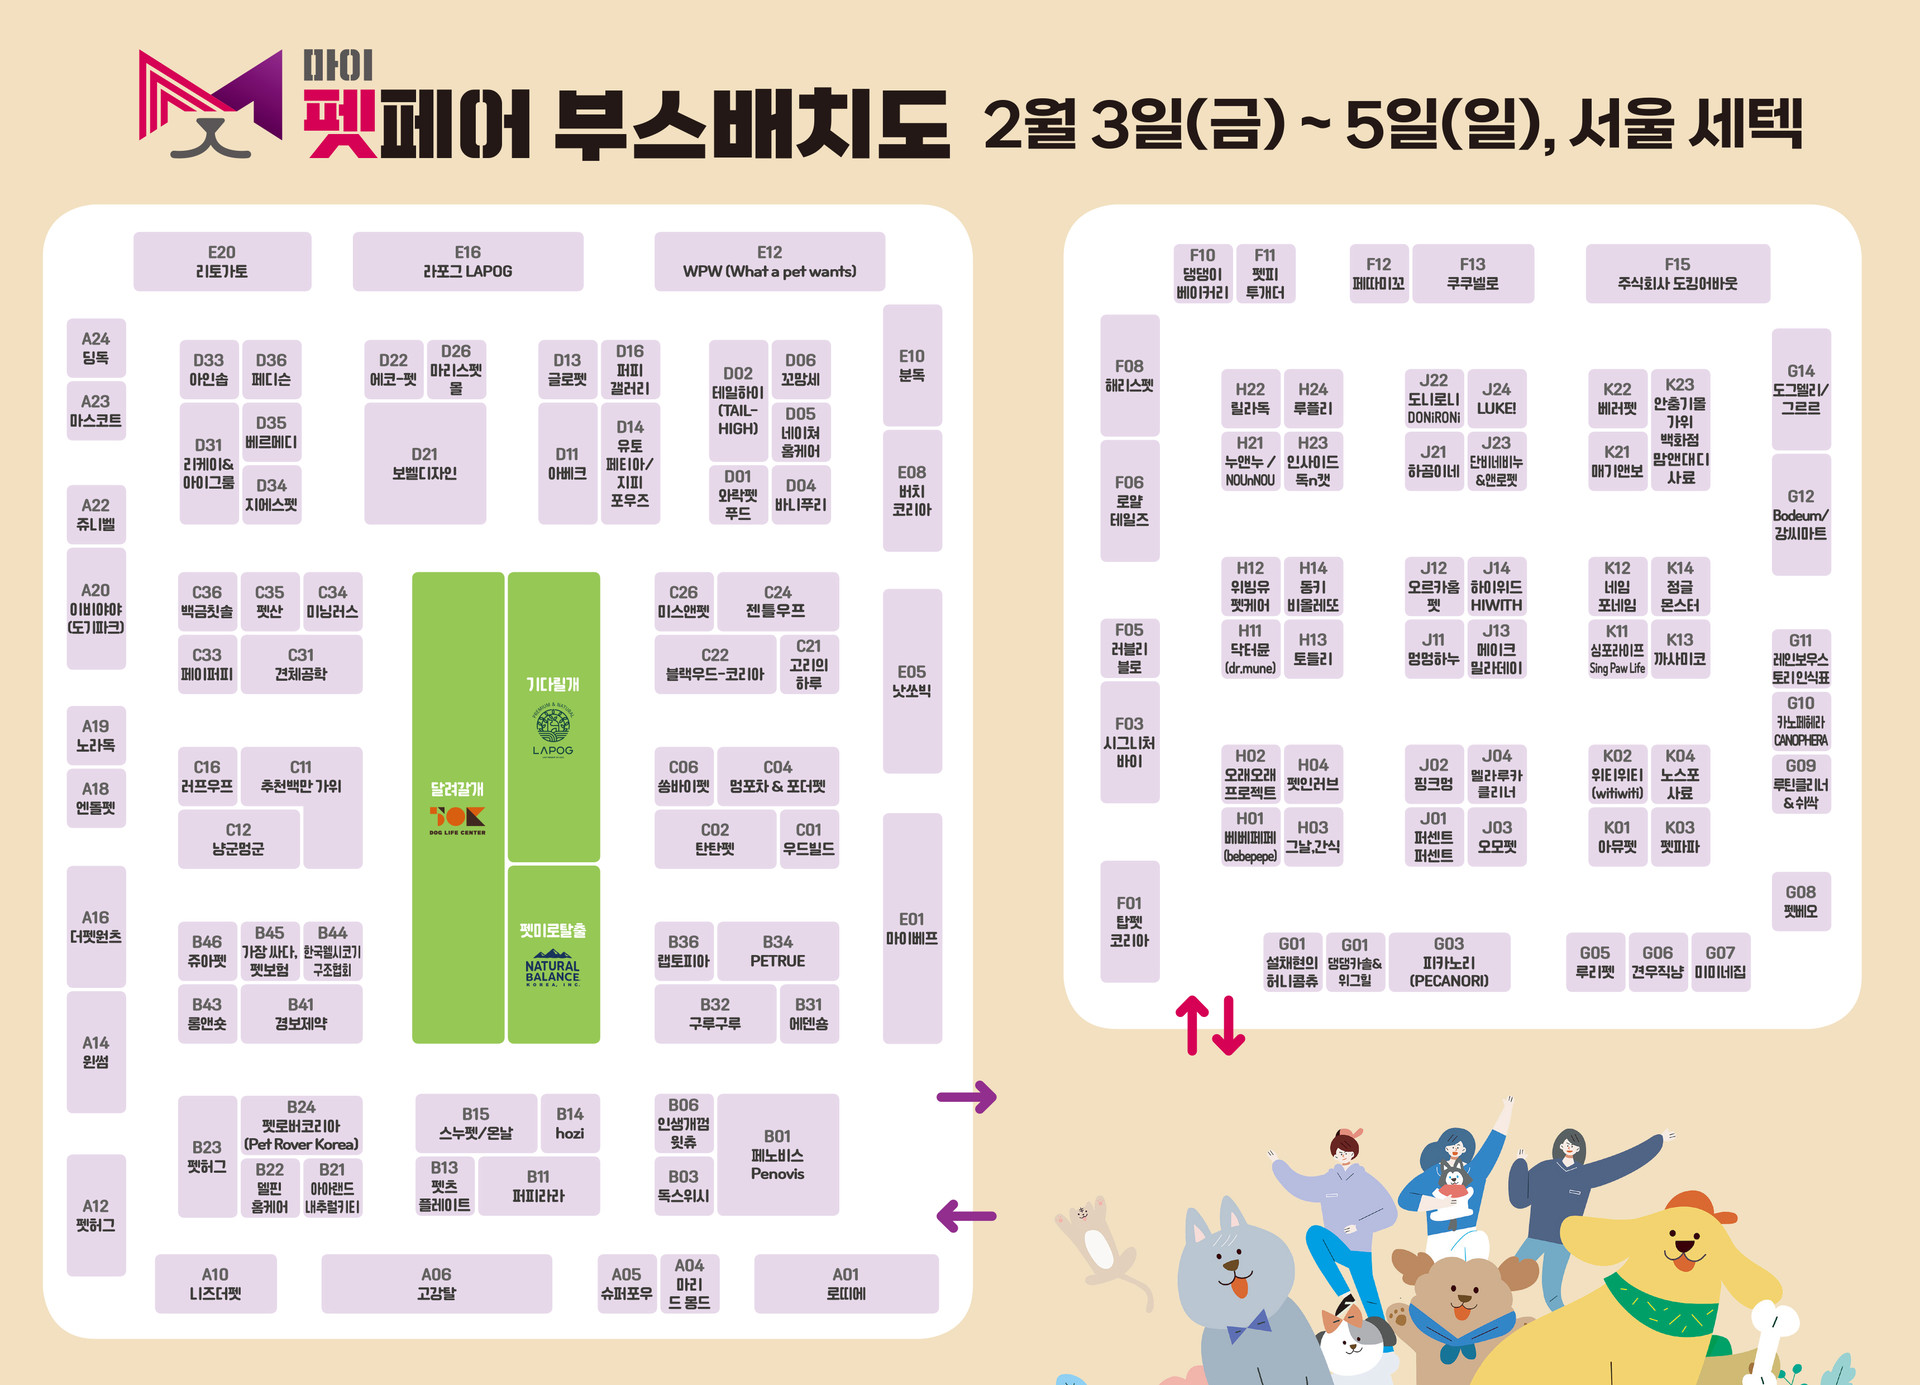 마이
펫페어 부스배치도 2월 3일(금) ~ 5일(일), 서울 세텍
E20
리토가토
E16
라포그 LAPOG
E12
WPW (What a pet wants)
A24
딩독
A23
마스코트
A22
쥬니벨
A20
이비야야
(도기파크)
A19
노라독
A18
엔돌펫
A16
더펫원츠
A14
윈썸
A12
펫허그
D33
아인솝
D36
페디슨
D31
리케이&
아이그룸
D35
베르메디
D34
지에스펫
D22
에코-펫
D26
마리스펫
몰
D21
보벨디자인
D13
글로펫
D16
퍼피
갤러리
D11
아베크
D14
유토
페티아/
지피
포우즈
D02
테일하이
(TAIL-
HIGH)
D06
꼬망세
D05
네이쳐
홈케어
D01
와락펫
푸드
D04
바니푸리
E10
분독
E08
버치
코리아
E05
낫쏘빅
E01
마이베프
C36
백금칫솔
C35
펫산
C34
미닝러스
C33
페이퍼피
C31
견체공학
C16
러프우프
C11
추천백만 가위
C12
냥군멍군
B46
쥬아펫
B45
가장 싸다,
펫보험
B44
한국웰시코기
구조협회
B43
롱앤숏
B41
경보제약
달려갈개
DOG LIFE CENTER
기다릴개
PREMIUM & NATURAL
LAPOG
펫미로탈출
NATURAL
BALANCE
KOREA, INC.
C26
미스앤펫
C24
젠틀우프
C22
블랙우드-코리아
C21
고리의
하루
C06
쏭바이펫
C04
멍포차 & 포더펫
C02
탄탄펫
C01
우드빌드
B36
랩토피아
B34
PETRUE
B32
구루구루
B31
에덴숑
B23
펫허그
B24
펫로버코리아
(Pet Rover Korea)
B22
델핀
홈케어
B21
아아랜드
내추럴키티
B15
스누펫/온날
B14
hozi
B13
펫츠
플레이트
B11
퍼피라라
B06
인생개껌
윗츄
B03
독스위시
B01
페노비스
Penovis
A10
니즈더펫
A06
고강탈
A05
슈퍼포우
A04
마리
드 몽드
A01
로띠에
F10
댕댕이
베이커리
F11
펫피
투개더
F12
페따미꼬
F13
쿠쿠넬로
F15
주식회사 도킹어바웃
F08
해리스펫
F06
로얄
테일즈
F05
러블리
블로
F03
시그니처
바이
F01
탑펫
코리아
H22
릴라독
H24
루플리
H21
누앤누 /
NOUnNOU
H23
인사이드
독n캣
J22
도니로니
DONiRONi
J24
LUKE!
J21
하곰이네
J23
단비네비누
&앤로펫
K22
베러펫
K23
안충기몰
가위
백화점
맘앤대디
사료
K21
매기앤보
G14
도그델리/
그르르
G12
Bodeum/
강씨마트
H12
위빙유
펫케어
H14
동키
비올레또
H11
닥터뮨
(dr.mune)
H13
토들리
J12
오르카홈
펫
J14
하이위드
HIWITH
J11
멍멍하누
J13
메이크
밀라데이
K12
네임
포네임
K14
정글
몬스터
K11
싱포라이프
Sing Paw Life
K13
까사미코
G11
레인보우스
토리 인식표
G10
카노페헤라
CANOPHERA
G09
루틴클리너
& 쉬싹
H02
오래오래
프로젝트
H04
펫인러브
H01
베베페페
(bebepepe)
H03
그날,간식
J02
핑크멍
J04
멜라루카
클리너
J01
퍼센트
퍼센트
J03
오모펫
K02
위티위티
(witiwiti)
K04
노스포
사료
K01
아뮤펫
K03
펫파파
G08
펫베오
G01
설채현의
허니콤츄
G01
댕댕카솔&
위그힐
G03
피카노리
(PECANORI)
G05
루리펫
G06
견우직냥
G07
미미네집